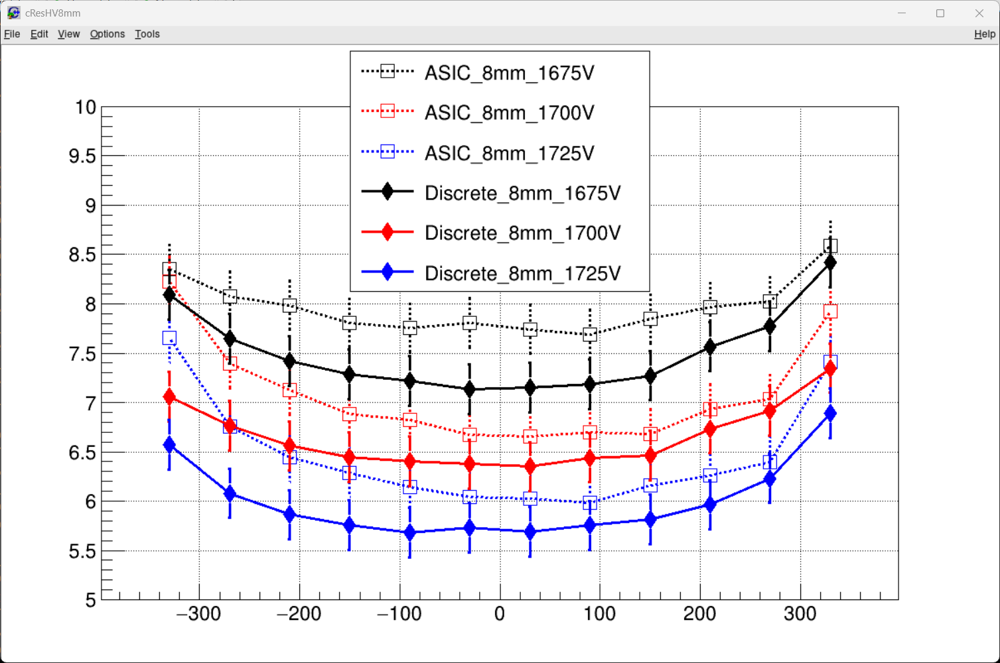 cResHV8mm
File Edit View Options Tools Help
ASIC_8mm_1675V
ASIC_8mm_1700V
ASIC_8mm_1725V
Discrete_8mm_1675V
Discrete_8mm_1700V
Discrete_8mm_1725V
10
9.5
9
8.5
8
7.5
7
6.5
6
5.5
5
−300 −200 −100 0 100 200 300